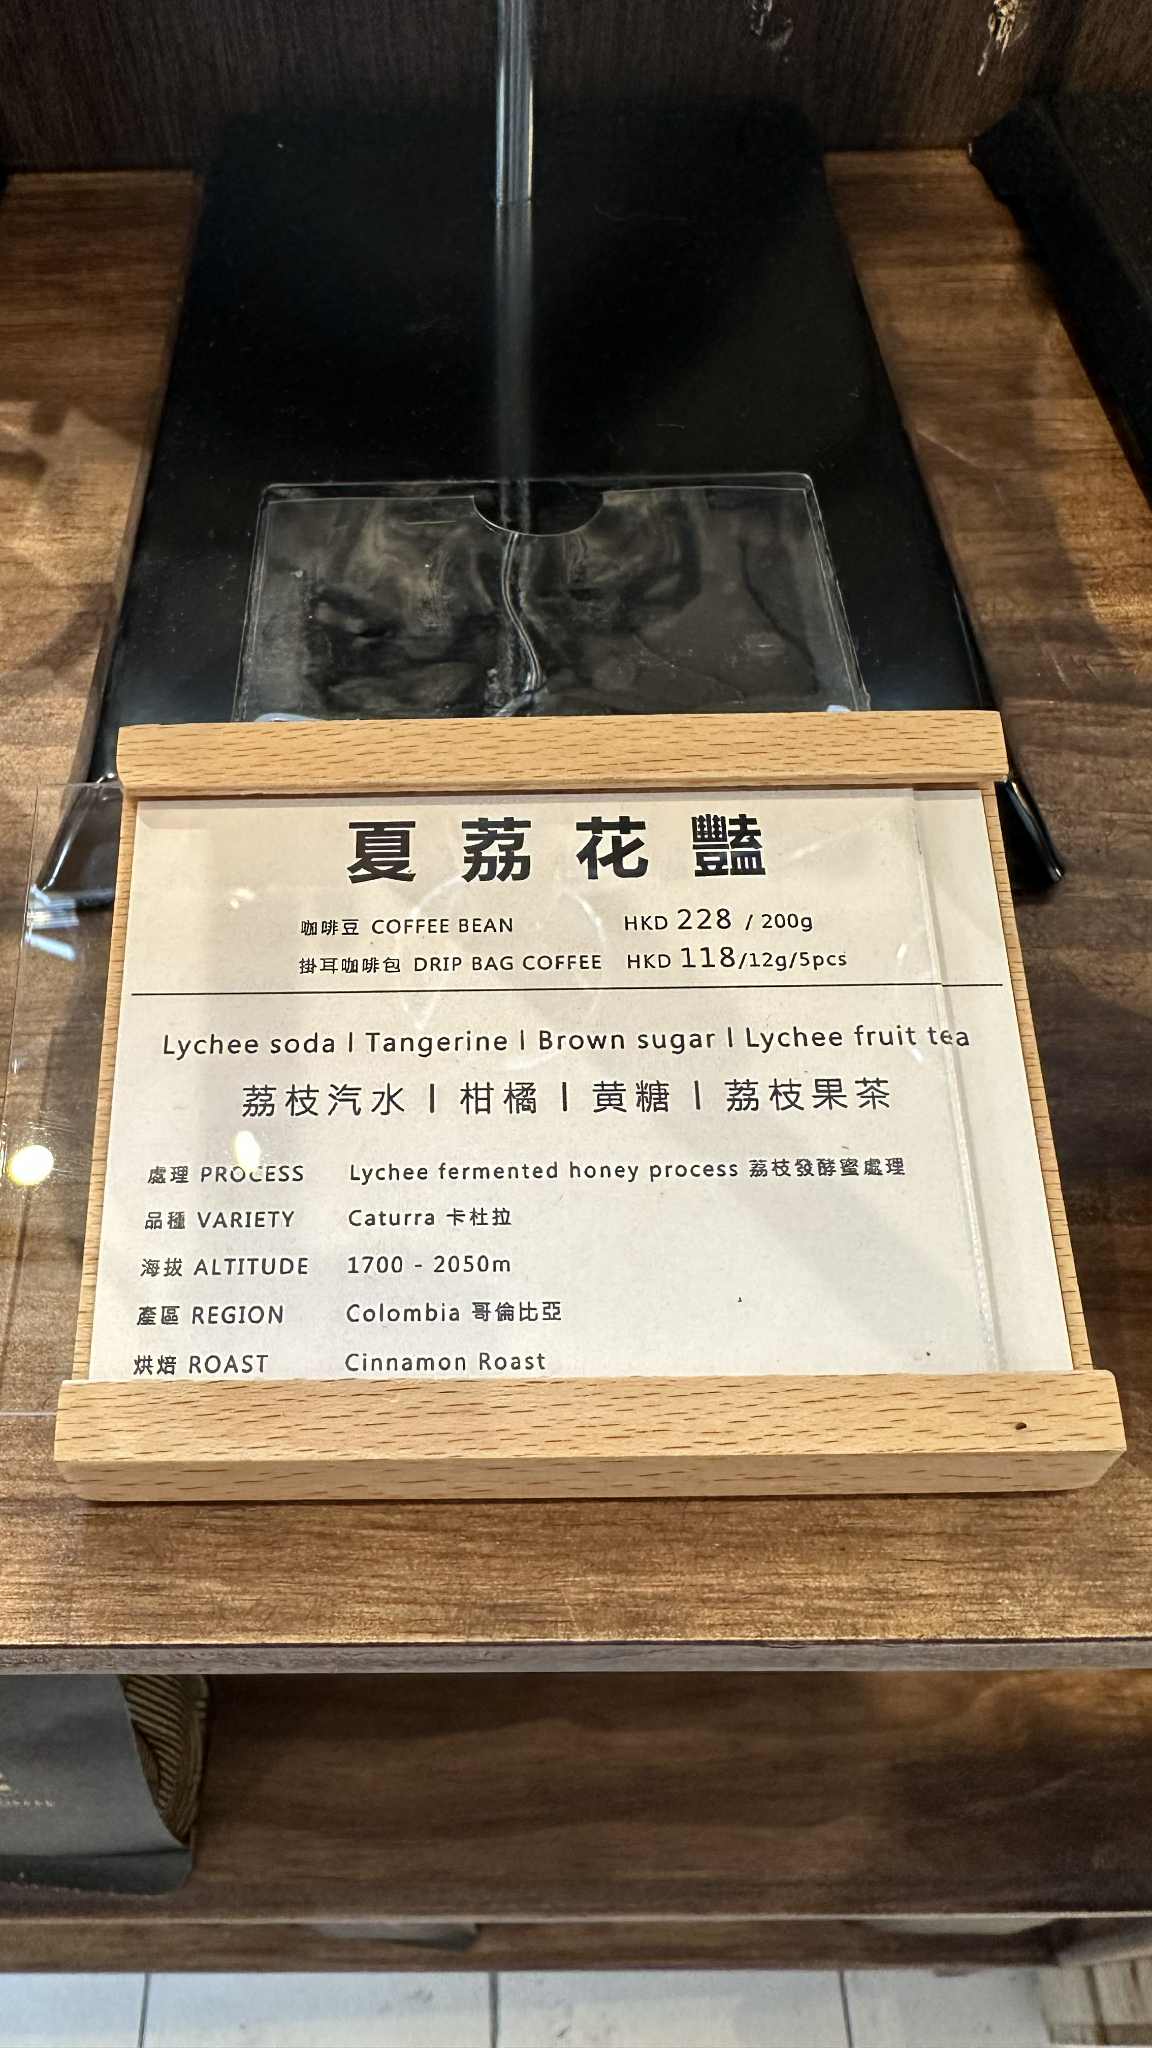 夏荔花豔
咖啡豆 COFFEE BEAN HKD 228 / 200g
掛耳咖啡包 DRIP BAG COFFEE HKD 118/12g/5pcs
Lychee soda | Tangerine | Brown sugar | Lychee fruit tea
荔枝汽水 | 柑橘 | 黄糖 | 荔枝果茶
處理 PROCESS Lychee fermented honey process 荔枝發酵蜜處理
品種 VARIETY Caturra 卡杜拉
海拔 ALTITUDE 1700 - 2050m
產區 REGION Colombia 哥倫比亞
烘焙 ROAST Cinnamon Roast